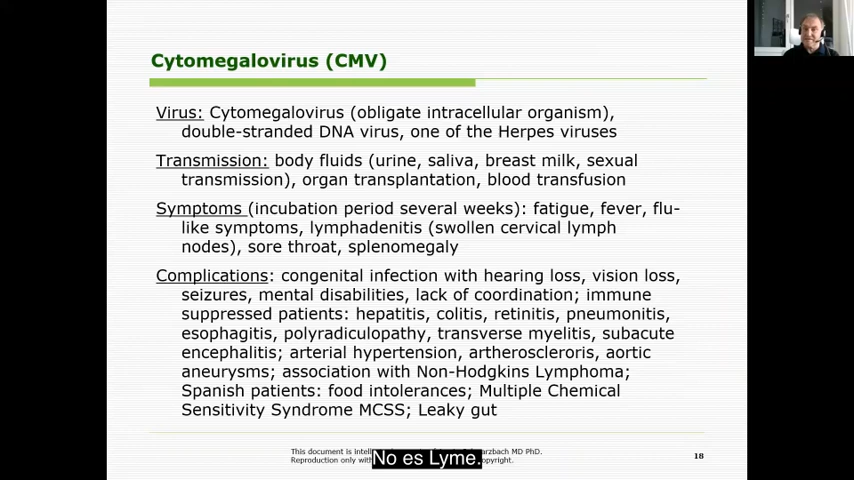 Cytomegalovirus (CMV)
Virus: Cytomegalovirus (obligate intracellular organism),
double-stranded DNA virus, one of the Herpes viruses
Transmission: body fluids (urine, saliva, breast milk, sexual
transmission), organ transplantation, blood transfusion
Symptoms (incubation period several weeks): fatigue, fever, flu-
like symptoms, lymphadenitis (swollen cervical lymph
nodes), sore throat, splenomegaly
Complications: congenital infection with hearing loss, vision loss,
seizures, mental disabilities, lack of coordination; immune
suppressed patients: hepatitis, colitis, retinitis, pneumonitis,
esophagitis, polyradiculopathy, transverse myelitis, subacute
encephalitis; arterial hypertension, artheroscleroris, aortic
aneurysms; association with Non-Hodgkins Lymphoma;
Spanish patients: food intolerances; Multiple Chemical
Sensitivity Syndrome MCSS; Leaky gut
This document is MD PhD.
Reproduction only
No es Lyme.
18